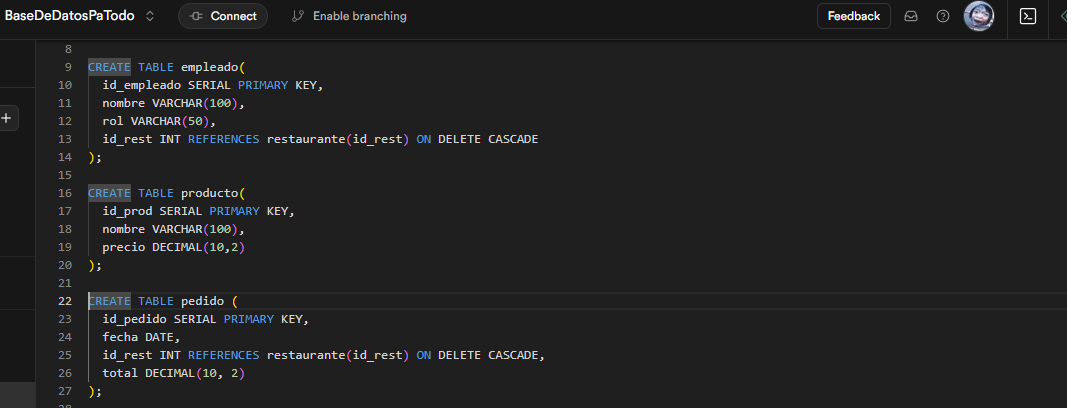 BaseDeDatosPaTodo Connect Enable branching Feedback
8
9 CREATE TABLE empleado(
10 id_empleado SERIAL PRIMARY KEY,
11 nombre VARCHAR(100),
12 rol VARCHAR(50),
13 id_rest INT REFERENCES restaurante(id_rest) ON DELETE CASCADE
14 );
15
16 CREATE TABLE producto(
17 id_prod SERIAL PRIMARY KEY,
18 nombre VARCHAR(100),
19 precio DECIMAL(10,2)
20 );
21
22 CREATE TABLE pedido (
23 id_pedido SERIAL PRIMARY KEY,
24 fecha DATE,
25 id_rest INT REFERENCES restaurante(id_rest) ON DELETE CASCADE,
26 total DECIMAL(10, 2)
27 );
28